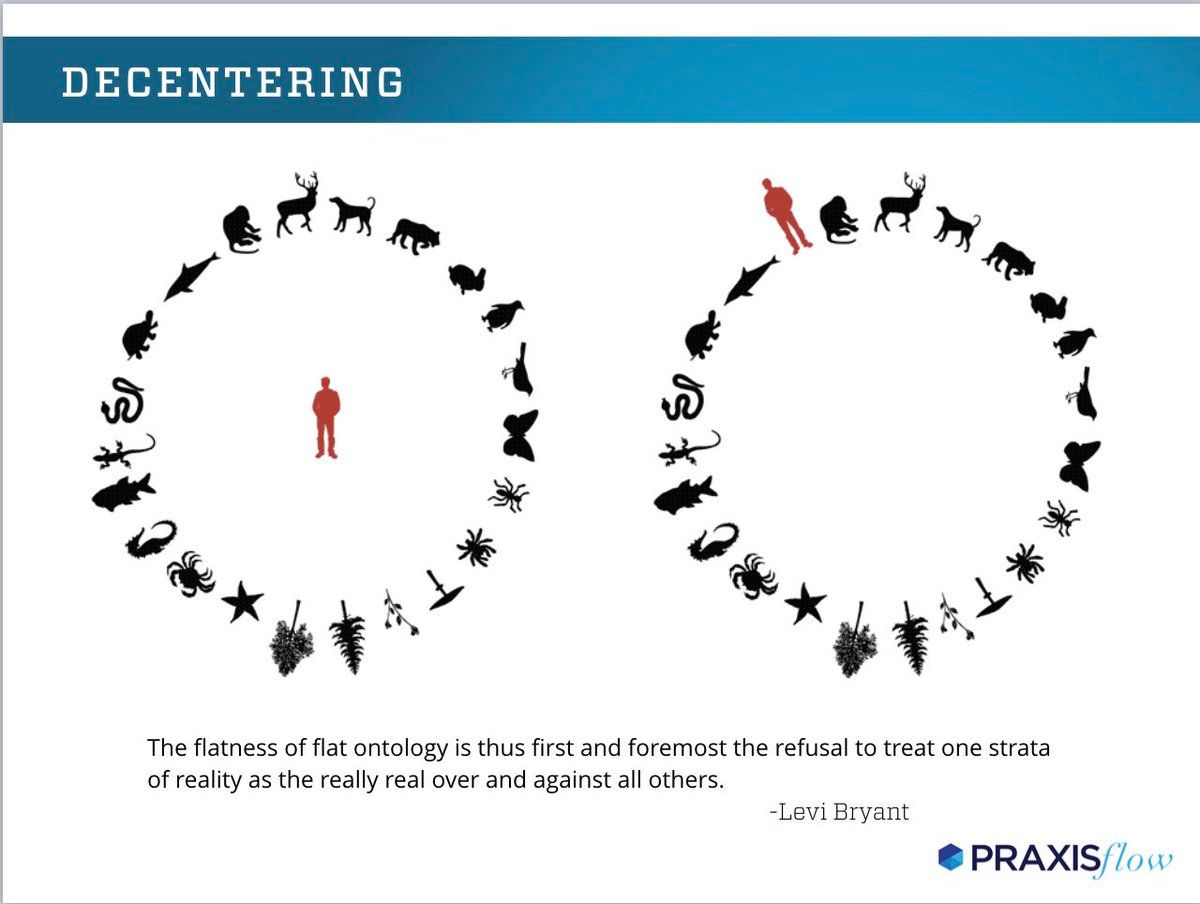 DECENTERING
The flatness of flat ontology is thus first and foremost the refusal to treat one strata
of reality as the really real over and against all others.
-Levi Bryant
PRAXISflow